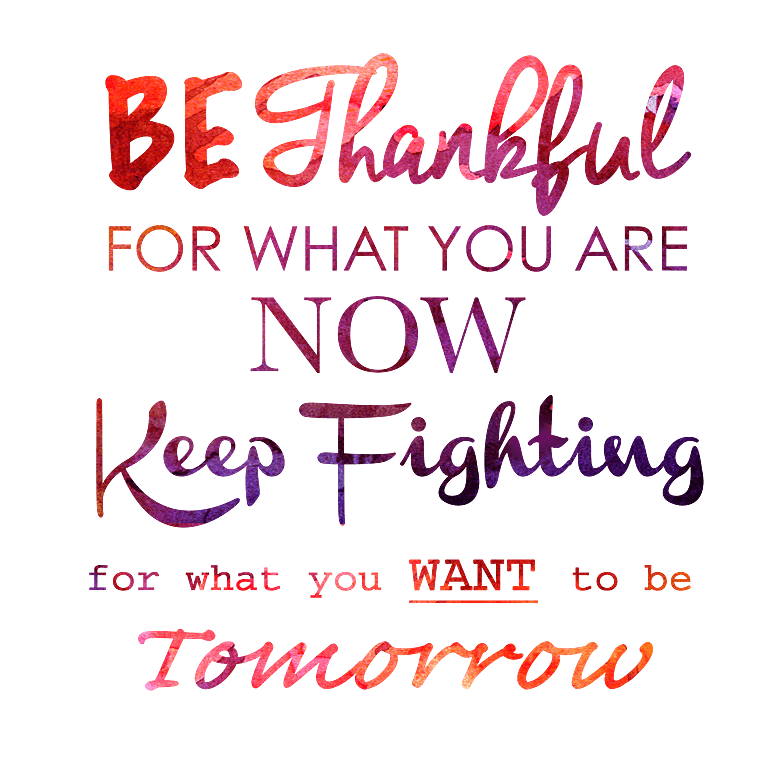 BE Thankful
FOR WHAT YOU ARE
NOW
Keep Fighting
for what you WANT to be
Tomorrow